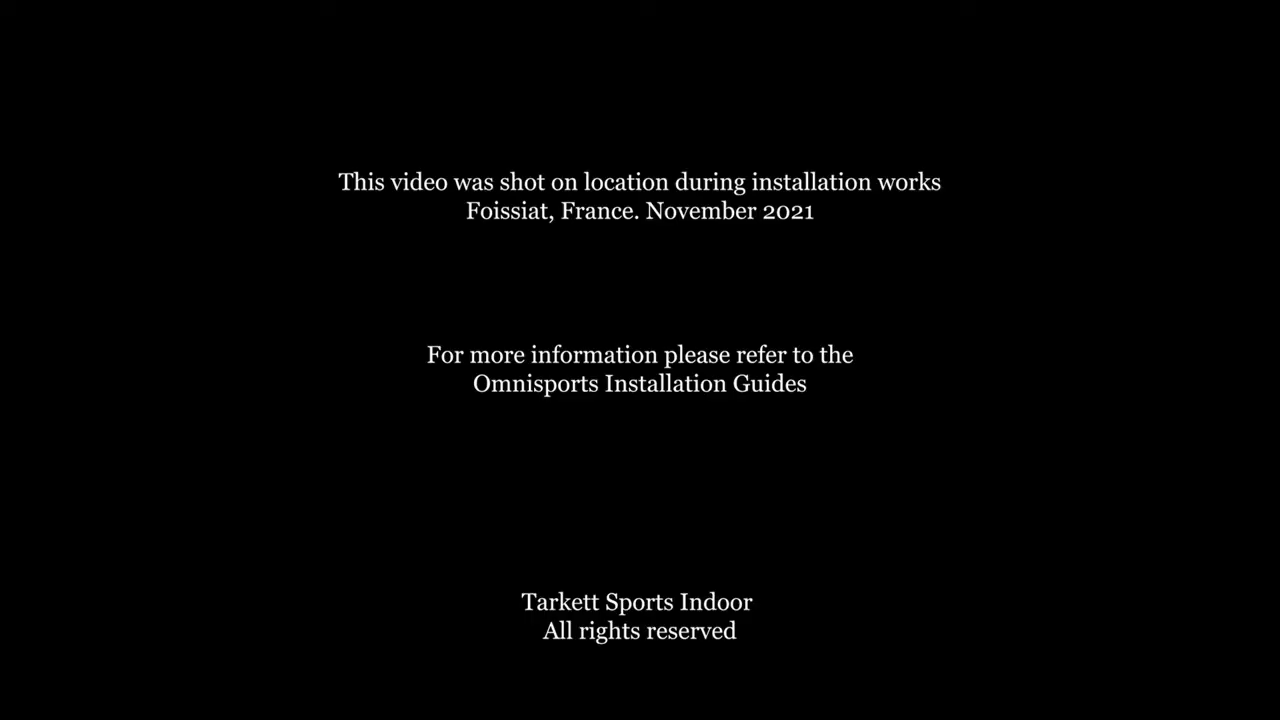 This video was shot on location during installation works
Foissiat, France. November 2021
For more information please refer to the
Omnisports Installation Guides
Tarkett Sports Indoor
All rights reserved